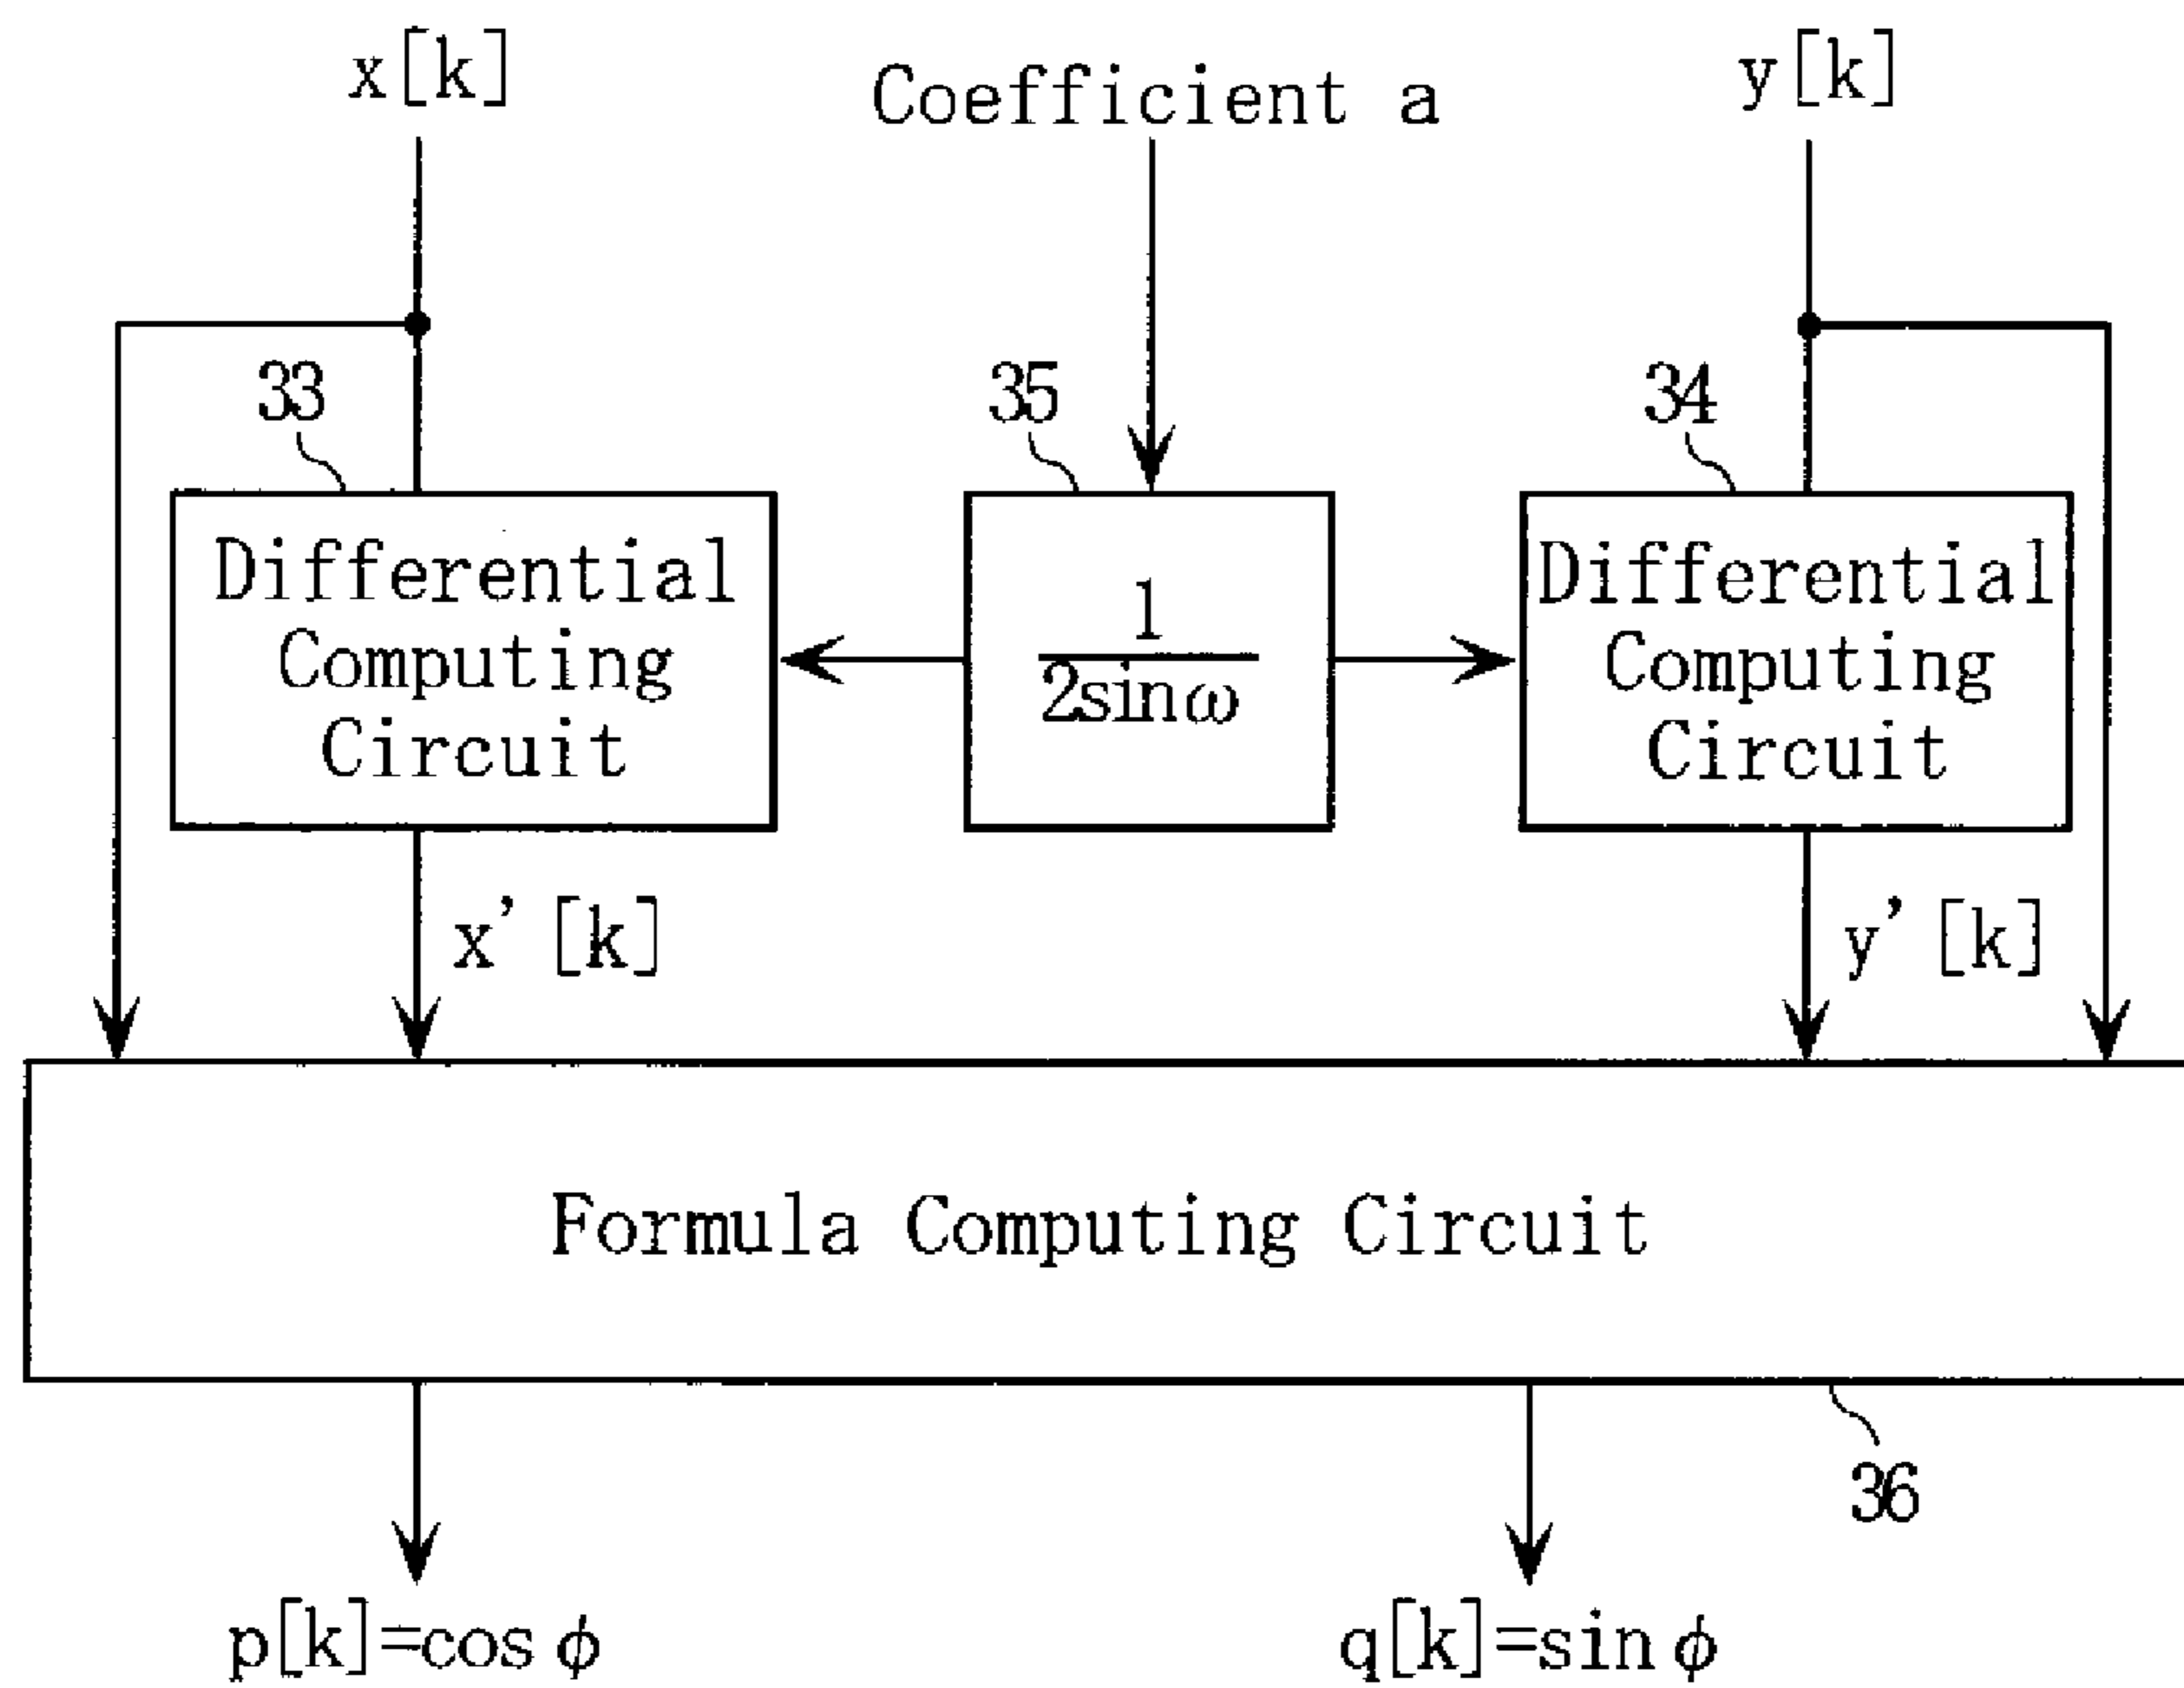 x[k]
Coefficient a
y[k]
33
35
34
Differential
Computing
Circuit
1
2sinω
Differential
Computing
Circuit
x'[k]
y'[k]
Formula Computing Circuit
36
p[k]=cosϕ
q[k]=sinϕ